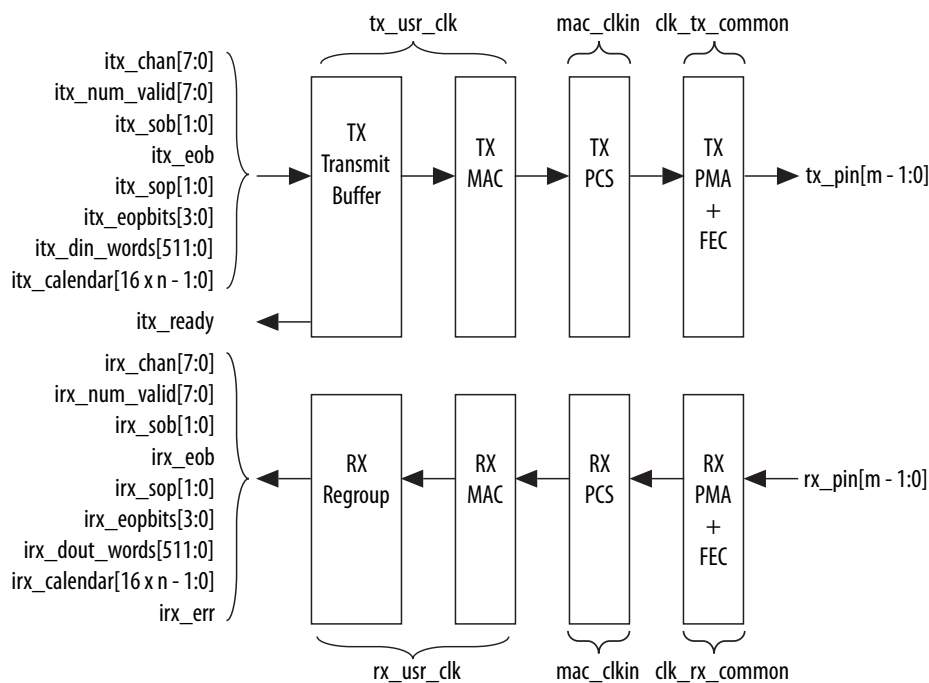 tx_usr_clk
mac_clkin
clk_tx_common
itx_chan[7:0]
itx_num_valid[7:0]
itx_sob[1:0]
itx_eob
itx_sop[1:0]
itx_eopbits[3:0]
itx_din_words[511:0]
itx_calendar[16 x n - 1:0]
itx_ready
TX
Transmit
Buffer
TX
MAC
TX
PCS
TX
PMA
+
FEC
tx_pin[m - 1:0]
irx_chan[7:0]
irx_num_valid[7:0]
irx_sob[1:0]
irx_eob
irx_sop[1:0]
irx_eopbits[3:0]
irx_dout_words[511:0]
irx_calendar[16 x n - 1:0]
irx_err
RX
Regroup
RX
MAC
RX
PCS
RX
PMA
+
FEC
rx_pin[m - 1:0]
rx_usr_clk
mac_clkin
clk_rx_common